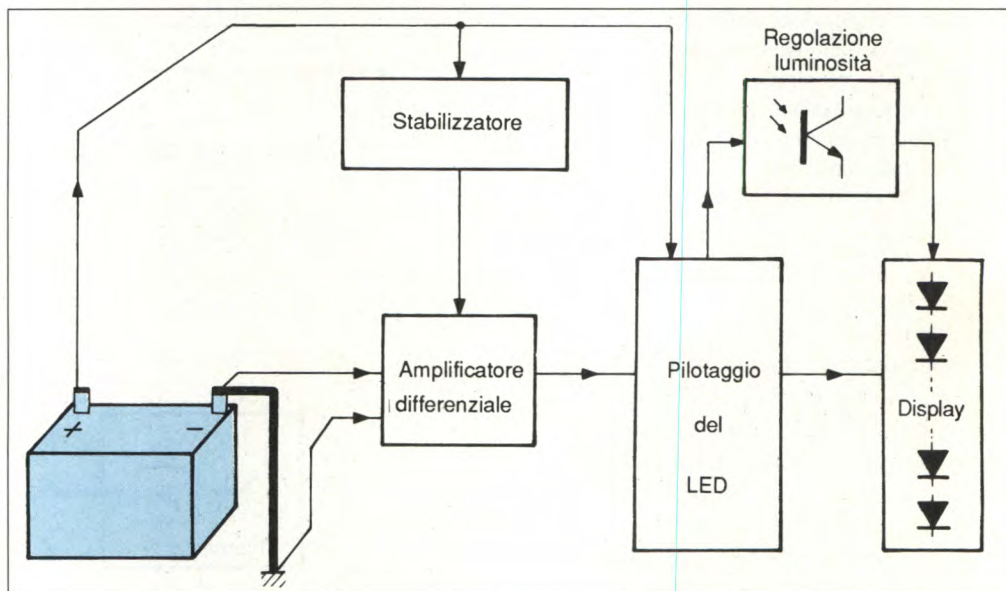 Regolazione
luminosità
Stabilizzatore
Amplificatore
differenziale
Pilotaggio
del
LED
Display
+ −